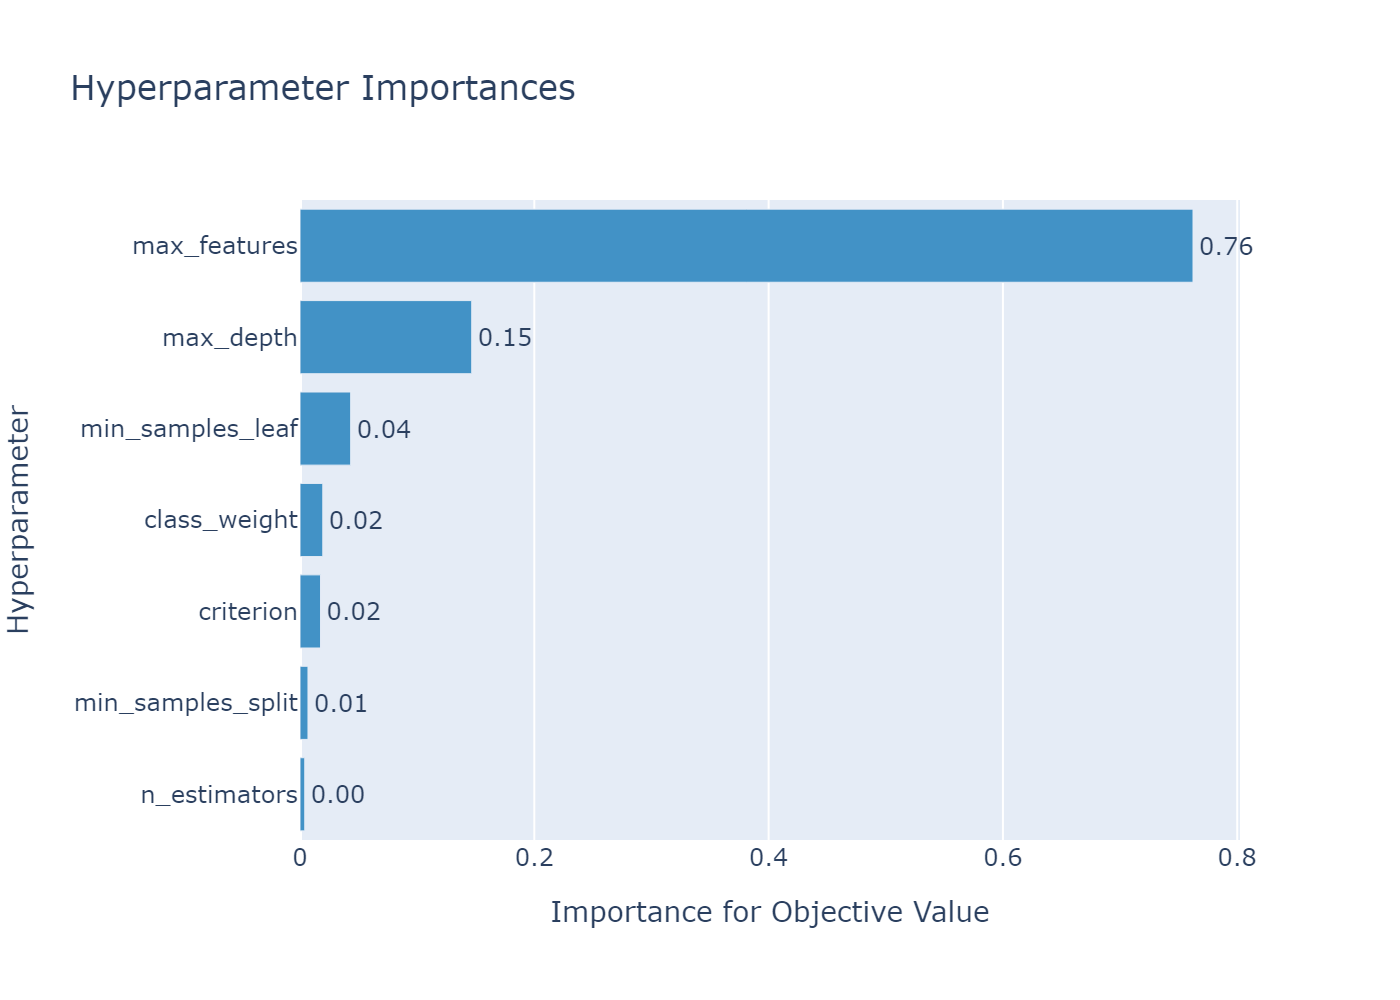 Hyperparameter Importances
Hyperparameter
max_features 0.76
max_depth 0.15
min_samples_leaf 0.04
class_weight 0.02
criterion 0.02
min_samples_split 0.01
n_estimators 0.00
0 0.2 0.4 0.6 0.8
Importance for Objective Value